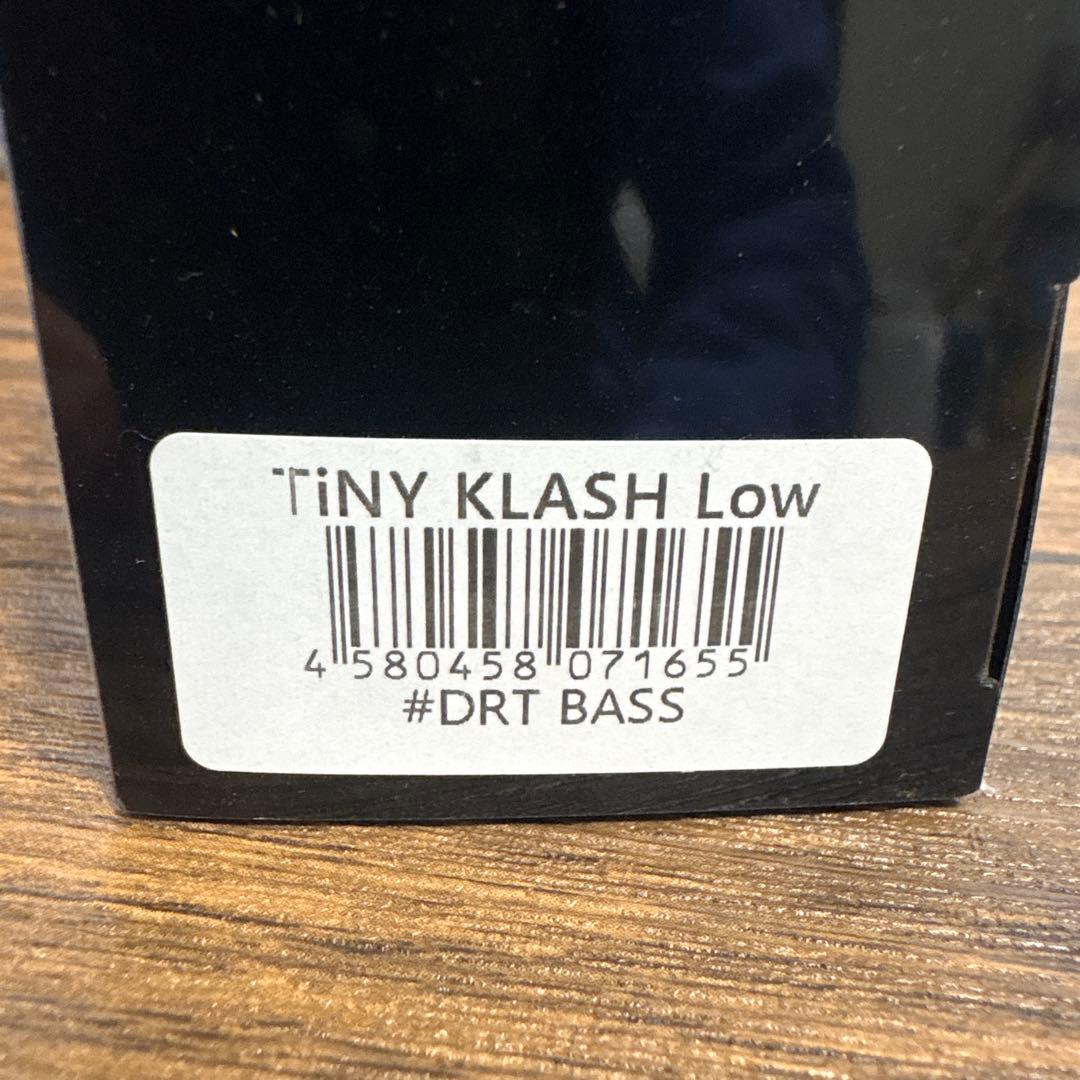 TiNY KLASH Low
4 580458 071655
#DRT BASS